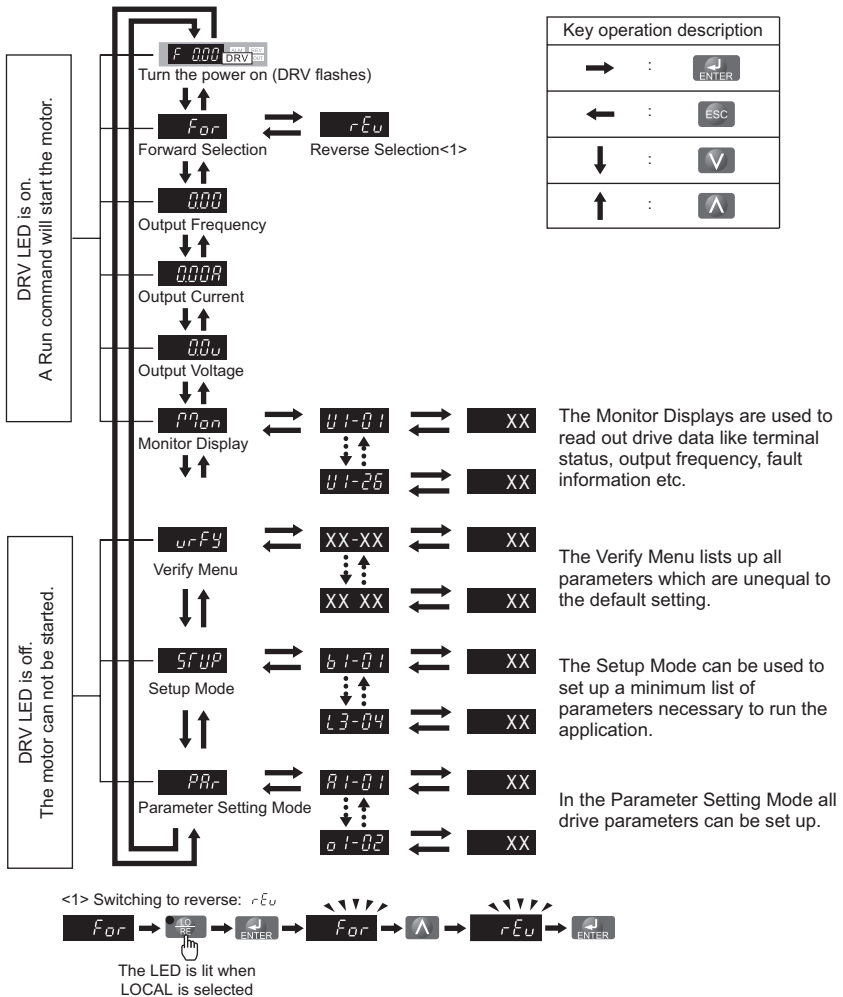 DRV LED is on.
A Run command will start the motor.
F 0.00
ALM REV
DRV OUT
Turn the power on (DRV flashes)
For
rEv
Forward Selection
Reverse Selection<1>
0.00
Output Frequency
0.00A
Output Current
0.0v
Output Voltage
Mon
Monitor Display
U1-01
XX
U1-26
XX
The Monitor Displays are used to
read out drive data like terminal
status, output frequency, fault
information etc.
Key operation description
→ : ENTER
← : ESC
↓ : V
↑ : Λ
DRV LED is off.
The motor can not be started.
vrFY
Verify Menu
XX-XX
XX
XX XX
XX
The Verify Menu lists up all
parameters which are unequal to
the default setting.
STUP
Setup Mode
b1-01
XX
L3-04
XX
The Setup Mode can be used to
set up a minimum list of
parameters necessary to run the
application.
PAr
Parameter Setting Mode
A1-01
XX
o1-02
XX
In the Parameter Setting Mode all
drive parameters can be set up.
<1> Switching to reverse: rEv
For → LO RE → ENTER → For → Λ → rEv → ENTER
The LED is lit when
LOCAL is selected